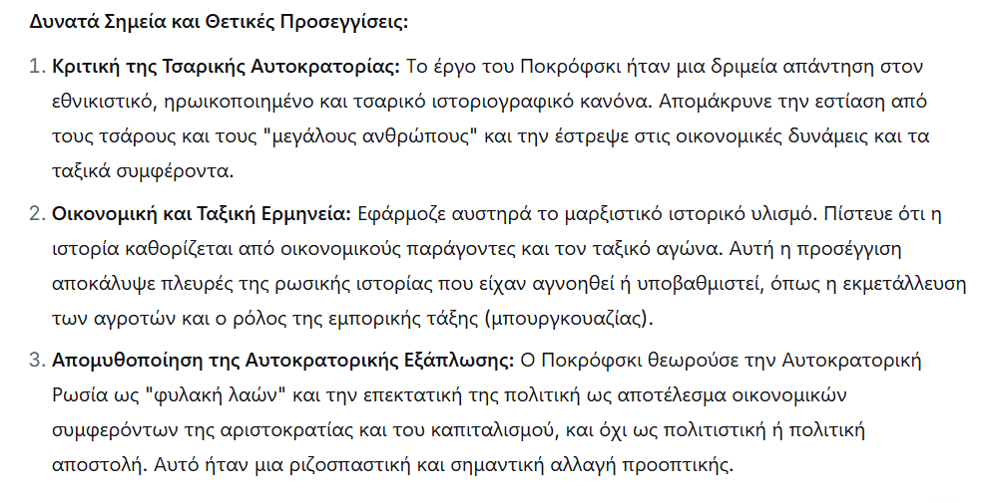 Δυνατά Σημεία και Θετικές Προσεγγίσεις:
1. Κριτική της Τσαρικής Αυτοκρατορίας: Το έργο του Ποκρόφσκι ήταν μια δριμεία απάντηση στον
εθνικιστικό, ηρωικοποιημένο και τσαρικό ιστοριογραφικό κανόνα. Απομάκρυνε την εστίαση από
τους τσάρους και τους "μεγάλους ανθρώπους" και την έστρεψε στις οικονομικές δυνάμεις και τα
ταξικά συμφέροντα.
2. Οικονομική και Ταξική Ερμηνεία: Εφάρμοζε αυστηρά το μαρξιστικό ιστορικό υλισμό. Πίστευε ότι η
ιστορία καθορίζεται από οικονομικούς παράγοντες και τον ταξικό αγώνα. Αυτή η προσέγγιση
αποκάλυψε πλευρές της ρωσικής ιστορίας που είχαν αγνοηθεί ή υποβαθμιστεί, όπως η εκμετάλλευση
των αγροτών και ο ρόλος της εμπορικής τάξης (μπουργκουαζίας).
3. Απομυθοποίηση της Αυτοκρατορικής Εξάπλωσης: Ο Ποκρόφσκι θεωρούσε την Αυτοκρατορική
Ρωσία ως "φυλακή λαών" και την επεκτατική της πολιτική ως αποτέλεσμα οικονομικών
συμφερόντων της αριστοκρατίας και του καπιταλισμού, και όχι ως πολιτιστική ή πολιτική
αποστολή. Αυτό ήταν μια ριζοσπαστική και σημαντική αλλαγή προοπτικής.